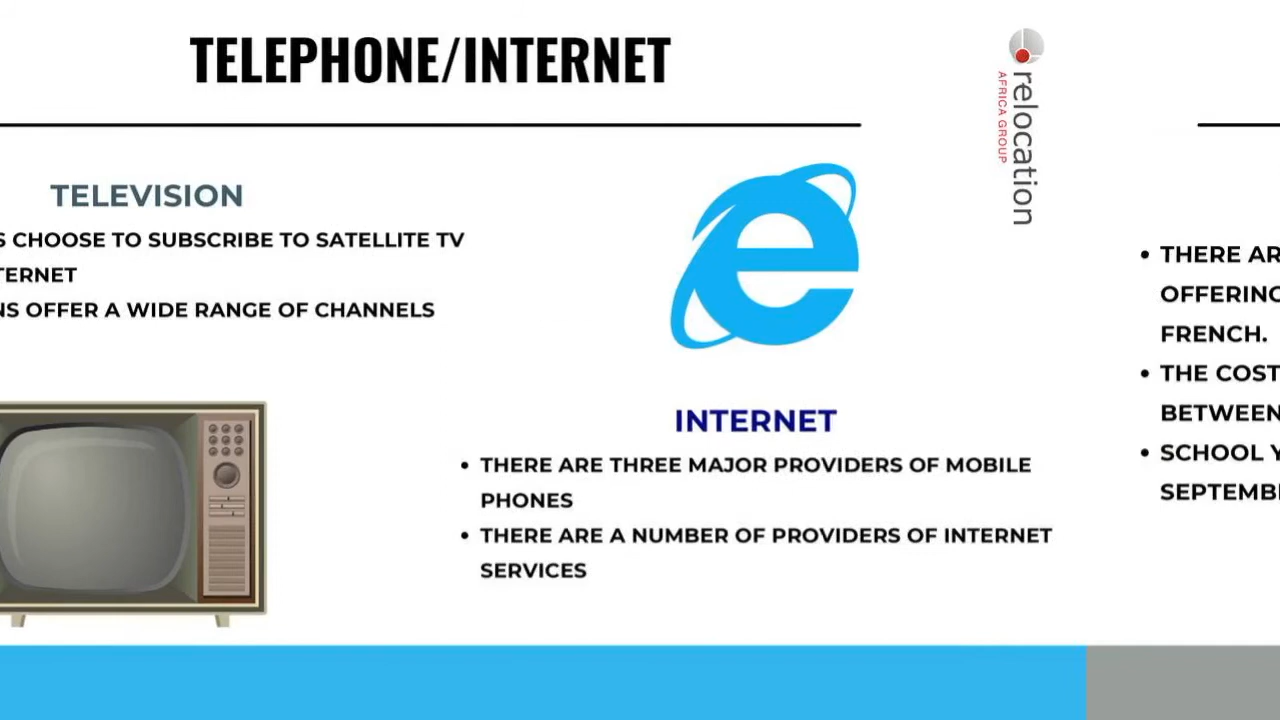 TELEPHONE/INTERNET
relocation
AFRICA GROUP
TELEVISION
S CHOOSE TO SUBSCRIBE TO SATELLITE TV
TERNET
NS OFFER A WIDE RANGE OF CHANNELS
INTERNET
• THERE ARE THREE MAJOR PROVIDERS OF MOBILE
PHONES
• THERE ARE A NUMBER OF PROVIDERS OF INTERNET
SERVICES
• THERE AR
OFFERING
FRENCH.
• THE COST
BETWEEN
• SCHOOL Y
SEPTEMBE